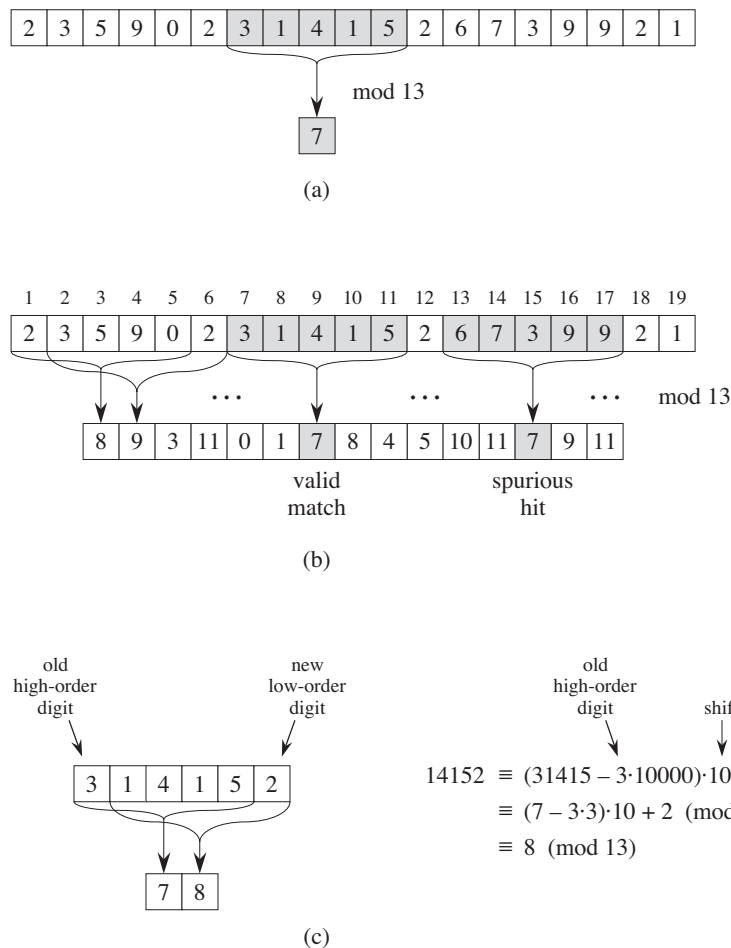 2 3 5 9 0 2 3 1 4 1 5 2 6 7 3 9 9 2 1
mod 13
7
(a)
1 2 3 4 5 6 7 8 9 10 11 12 13 14 15 16 17 18 19
2 3 5 9 0 2 3 1 4 1 5 2 6 7 3 9 9 2 1
… … … mod 13
8 9 3 11 0 1 7 8 4 5 10 11 7 9 11
valid
match
spurious
hit
(b)
old
high-order
digit
new
low-order
digit
3 1 4 1 5 2
7 8
old
high-order
digit
14152 ≡ (31415 – 3·10000)·10
≡ (7 – 3·3)·10 + 2
≡ 8 (mod 13)
(c)